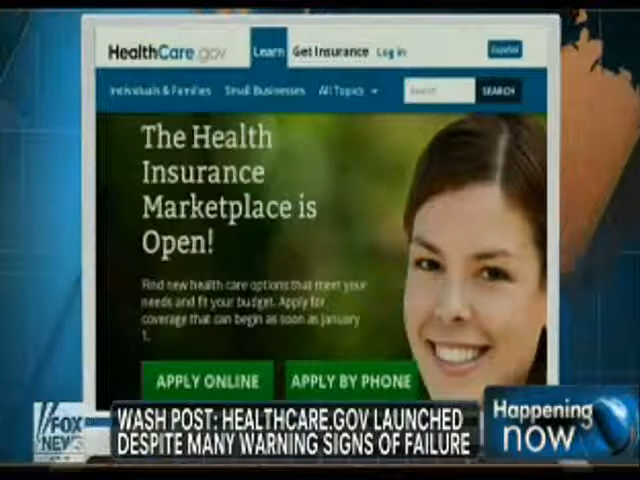 HealthCare.gov Learn Get Insurance Log in Español
Individuals & Families Small Businesses All Topics Search SEARCH
The Health
Insurance
Marketplace is
Open!
Find new health care options that meet your
needs and fit your budget. Apply for
coverage that can begin as soon as January
1.
APPLY ONLINE APPLY BY PHONE
FOX
NEWS
WASH POST: HEALTHCARE.GOV LAUNCHED
DESPITE MANY WARNING SIGNS OF FAILURE
Happening
now